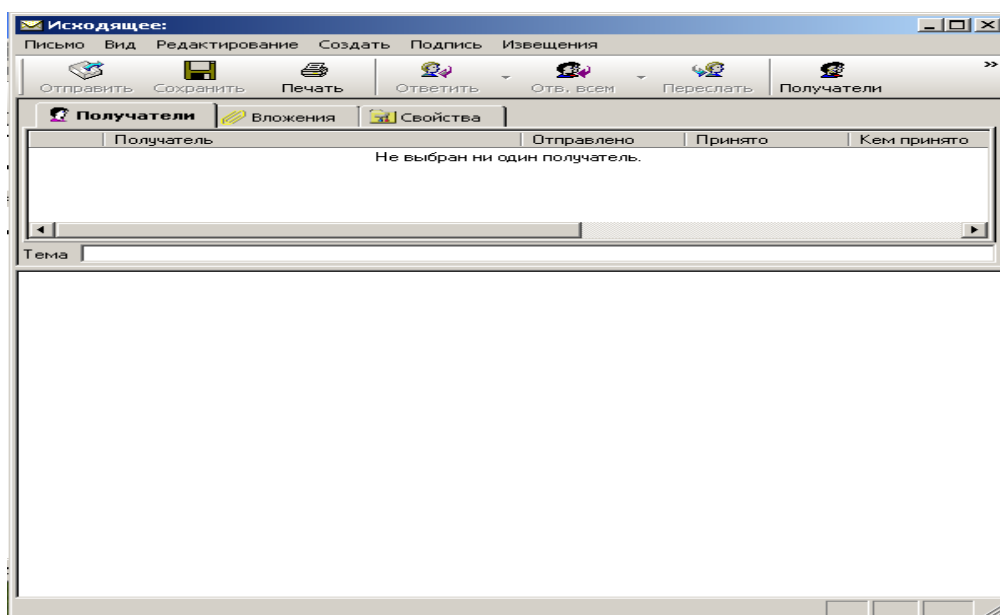 Исходящее:
Письмо Вид Редактирование Создать Подпись Извещения
Отправить Сохранить Печать Ответить Отв. всем Переслать Получатели
Получатели Вложения Свойства
Получатель Отправлено Принято Кем принято
Не выбран ни один получатель.
Тема